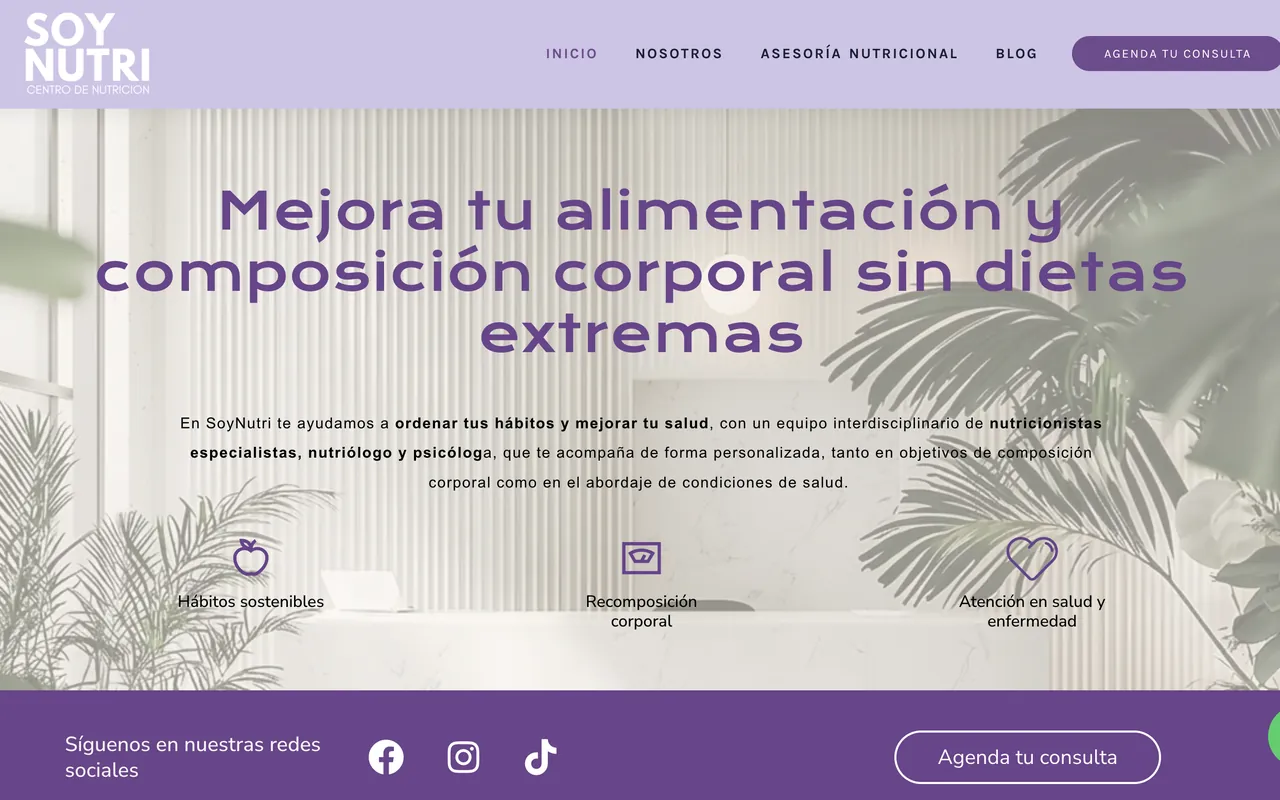 SOY
NUTRI
CENTRO DE NUTRICION
INICIO
NOSOTROS
ASESORÍA NUTRICIONAL
BLOG
AGENDA TU CONSULTA
Mejora tu alimentación y
composición corporal sin dietas
extremas
En SoyNutri te ayudamos a ordenar tus hábitos y mejorar tu salud, con un equipo interdisciplinario de nutricionistas
especialistas, nutriólogo y psicóloga, que te acompaña de forma personalizada, tanto en objetivos de composición
corporal como en el abordaje de condiciones de salud.
Hábitos sostenibles
Recomposición
corporal
Atención en salud y
enfermedad
Síguenos en nuestras redes
sociales
Agenda tu consulta